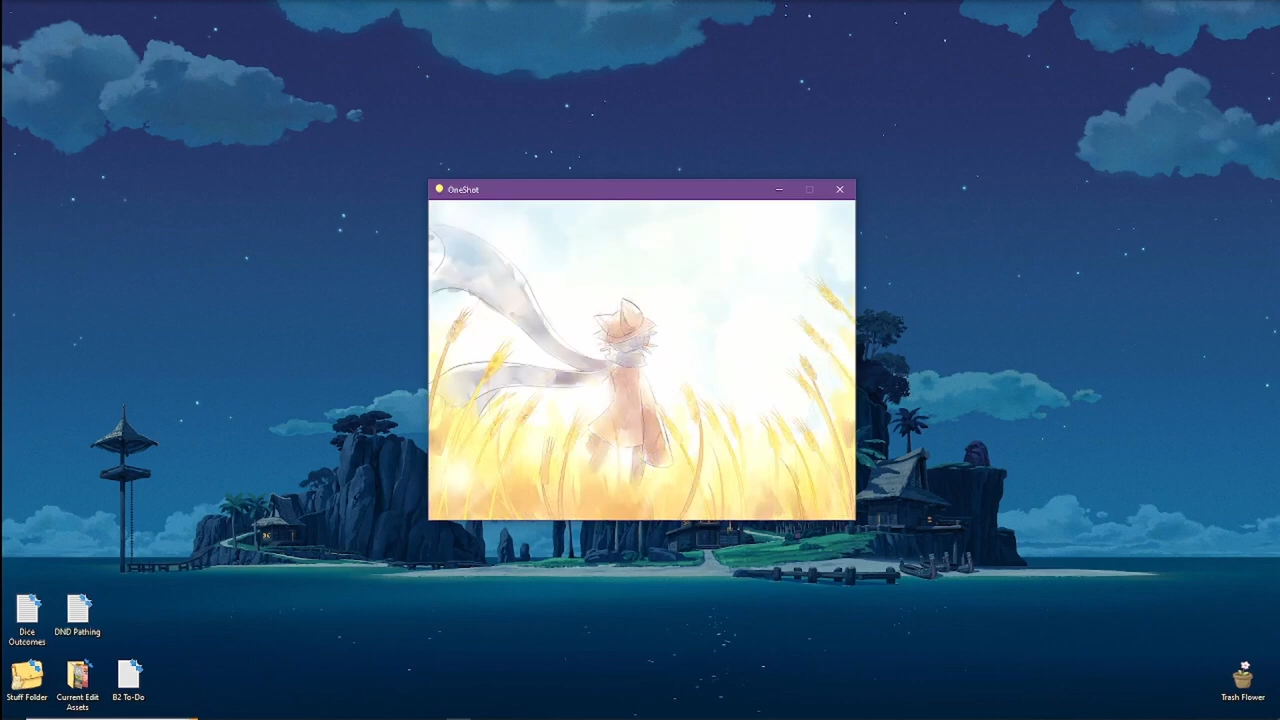 OneShot
Dice
Outcomes
DND Pathing
Stuff Folder
Current Edit
Assets
B2 To-Do
Trash Flower